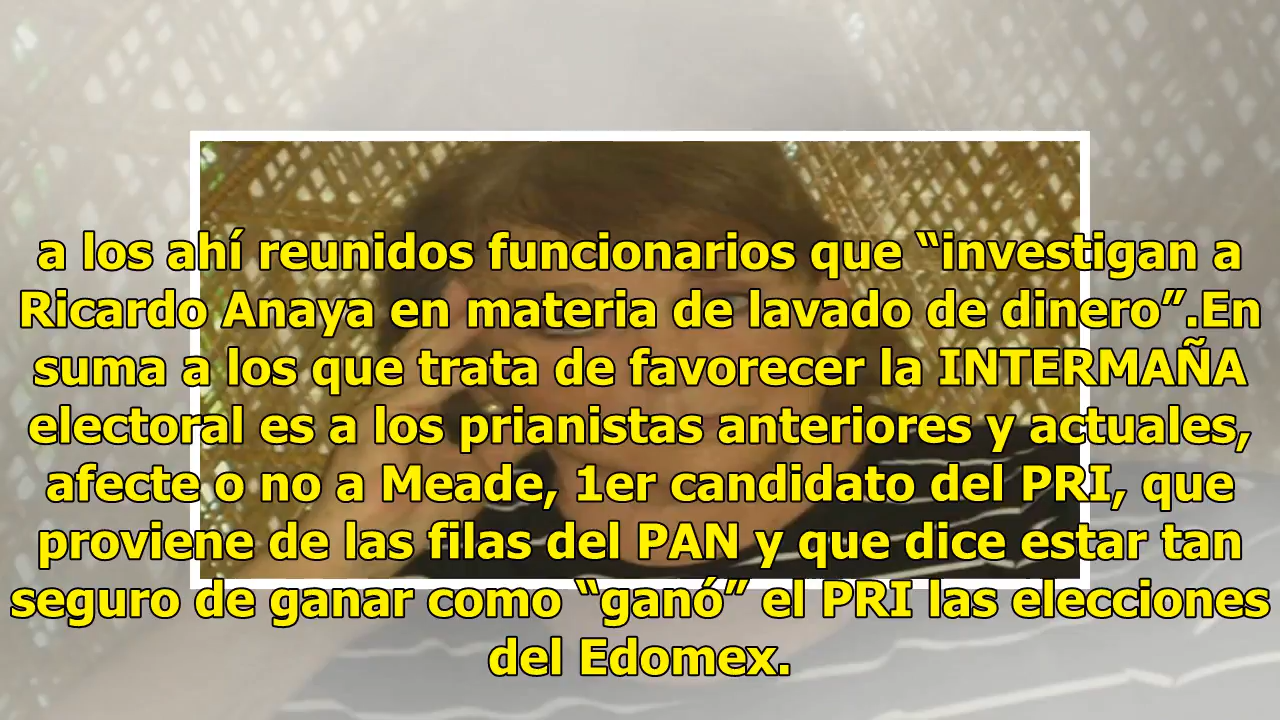 a los ahí reunidos funcionarios que “investigan a
Ricardo Anaya en materia de lavado de dinero”.En
suma a los que trata de favorecer la INTERMAÑA
electoral es a los prianistas anteriores y actuales,
afecte o no a Meade, 1er candidato del PRI, que
proviene de las filas del PAN y que dice estar tan
seguro de ganar como “ganó” el PRI las elecciones
del Edomex.